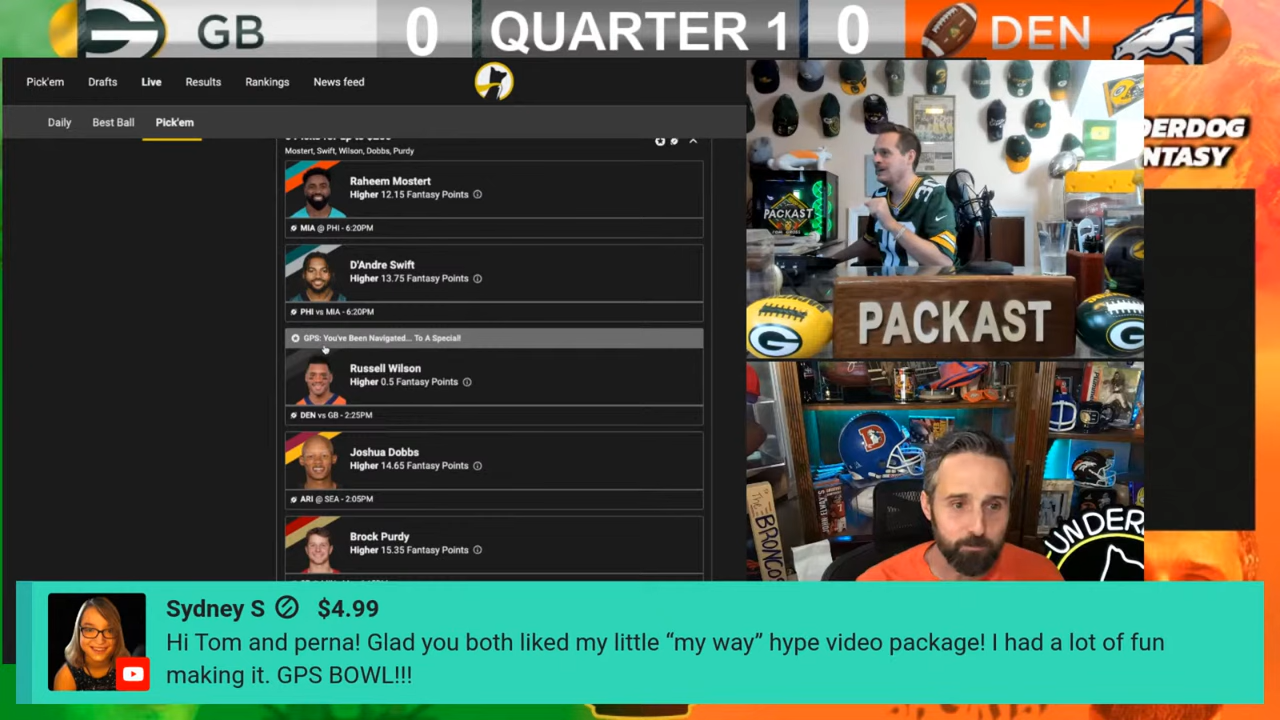 GB 0 QUARTER 1 0 DEN
Pick'em Drafts Live Results Rankings News feed
Daily Best Ball Pick'em
Mostert, Swift, Wilson, Dobbs, Purdy
Raheem Mostert
Higher 12.15 Fantasy Points
MIA @ PHI - 6:20PM
D'Andre Swift
Higher 13.75 Fantasy Points
PHI vs MIA - 6:20PM
GPS: You've Been Navigated... To A Special!
Russell Wilson
Higher 0.5 Fantasy Points
DEN vs GB - 2:25PM
Joshua Dobbs
Higher 14.65 Fantasy Points
ARI @ SEA - 2:05PM
Brock Purdy
Higher 15.35 Fantasy Points
PACKAST
PACKAST
DERDOG
NTASY
THE BRONCOS
UNDER
Sydney S $4.99
Hi Tom and perna! Glad you both liked my little “my way” hype video package! I had a lot of fun
making it. GPS BOWL!!!